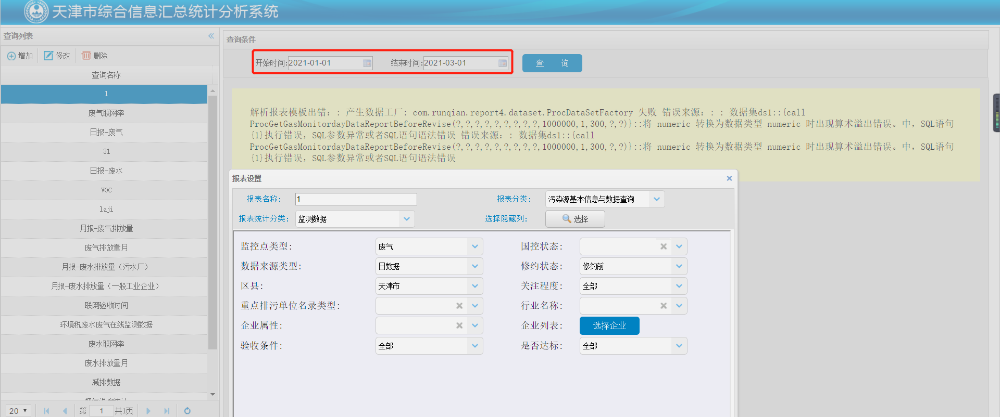 天津市综合信息汇总统计分析系统
查询列表
增加 修改 删除
查询名称
1
废气联网率
日报-废气
31
日报-废水
VOC
laji
月报-废气排放量
废气排放量月
月报-废水排放量（污水厂）
月报-废水排放量（一般工业企业）
联网验收时间
环境税废水废气在线监测数据
废水联网率
废水排放量月
减排数据
20 第 1 共1页
查询条件
开始时间:2021-01-01 结束时间:2021-03-01 查 询
解析报表模板出错：: 产生数据工厂: com.runqian.report4.dataset.ProcDataSetFactory 失败 错误来源：: : 数据集ds1::{call
ProcGetGasMonitordayDataReportBeforeRevise(?,?,?,?,?,?,?,?,?,1000000,1,300,?,?)}::将 numeric 转换为数据类型 numeric 时出现算术溢出错误。中，SQL语句
{1}执行错误，SQL参数异常或者SQL语句语法错误 错误来源：: 数据集ds1::{call
ProcGetGasMonitordayDataReportBeforeRevise(?,?,?,?,?,?,?,?,?,1000000,1,300,?,?)}::将 numeric 转换为数据类型 numeric 时出现算术溢出错误。中，SQL语句
{1}执行错误，SQL参数异常或者SQL语句语法错误
报表设置
报表名称: 1 报表分类: 污染源基本信息与数据查询
报表统计分类: 监测数据 选择隐藏列: 选择
监控点类型: 废气 国控状态:
数据来源类型: 日数据 修约状态: 修约前
区县: 天津市 关注程度: 全部
重点排污单位名录类型: 行业名称:
企业属性: 企业列表: 选择企业
验收条件: 全部 是否达标: 全部